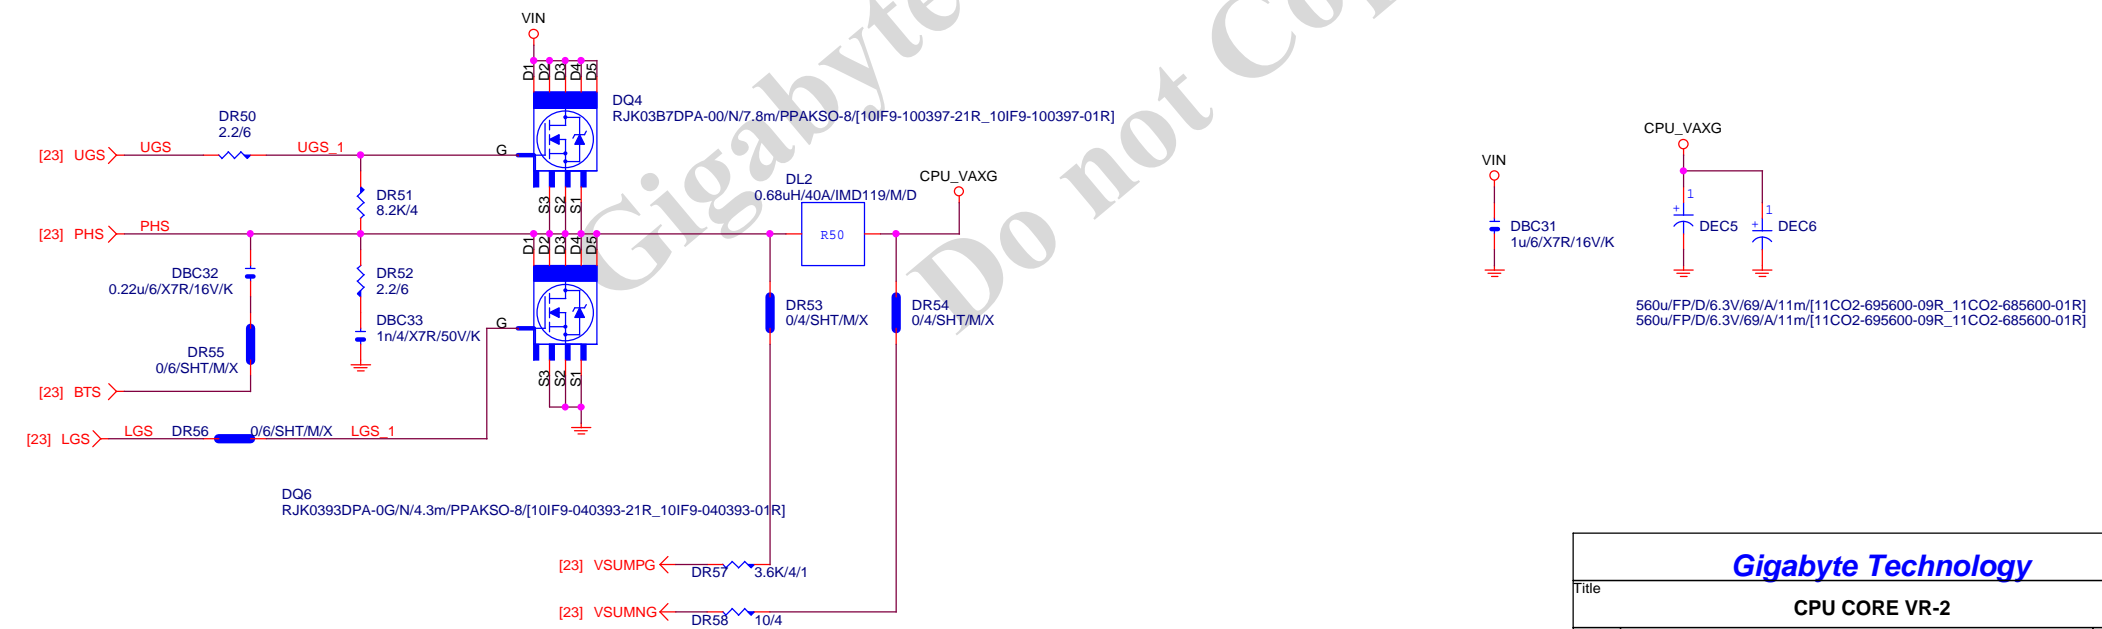 VIN
D1
D2
D3
D4
D5
DQ4
RJK03B7DPA-00/N/7.8m/PPAKSO-8/[10IF9-100397-21R_10IF9-100397-01R]
DR50
2.2/6
[23] UGS
UGS
UGS_1
G
DR51
8.2K/4
S3
S2
S1
DL2
0.68uH/40A/IMD119/M/D
CPU_VAXG
R50
[23] PHS
PHS
D1
D2
D3
D4
D5
DBC32
0.22u/6/X7R/16V/K
DR52
2.2/6
DBC33
1n/4/X7R/50V/K
G
DR53
0/4/SHT/M/X
DR54
0/4/SHT/M/X
DR55
0/6/SHT/M/X
S3
S2
S1
[23] BTS
[23] LGS
LGS
DR56
0/6/SHT/M/X
LGS_1
DQ6
RJK0393DPA-0G/N/4.3m/PPAKSO-8/[10IF9-040393-21R_10IF9-040393-01R]
[23] VSUMPG
DR57
3.6K/4/1
[23] VSUMNG
DR58
10/4
VIN
DBC31
1u/6/X7R/16V/K
CPU_VAXG
1
+
DEC5
1
+
DEC6
560u/FP/D/6.3V/69/A/11m/[11CO2-695600-09R_11CO2-685600-01R]
560u/FP/D/6.3V/69/A/11m/[11CO2-695600-09R_11CO2-685600-01R]
Gigabyte
Do not Cop
Gigabyte Technology
Title
CPU CORE VR-2